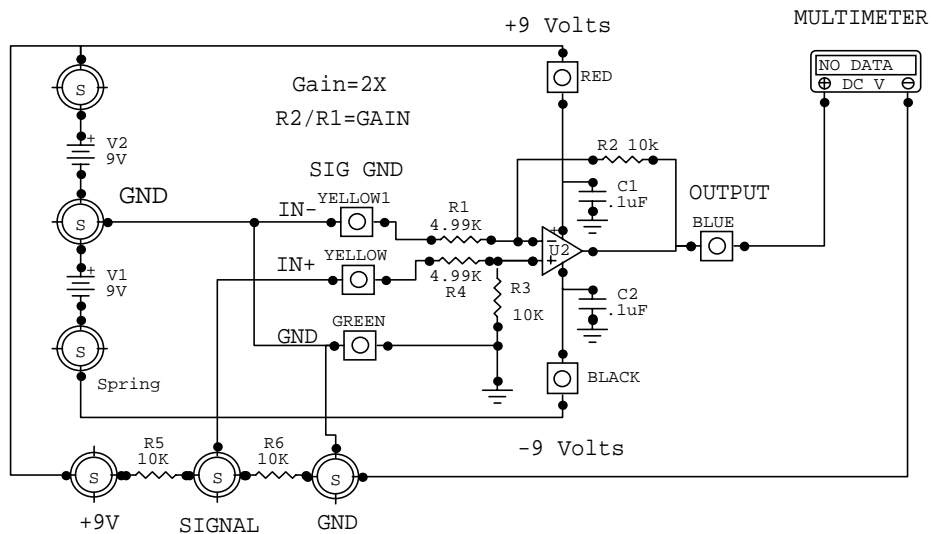 MULTIMETER
+9 Volts
NO DATA
DC V
S
RED
Gain=2X
R2/R1=GAIN
+
V2
9V
R2 10k
SIG GND
GND
YELLOW1
IN-
C1
.1uF
OUTPUT
BLUE
S
R1
4.99K
U2
IN+
YELLOW
4.99K
R4
+
V1
9V
R3
10K
C2
.1uF
GND
GREEN
S
Spring
BLACK
-9 Volts
R5
10K
R6
10K
S
S
S
+9V
SIGNAL
GND